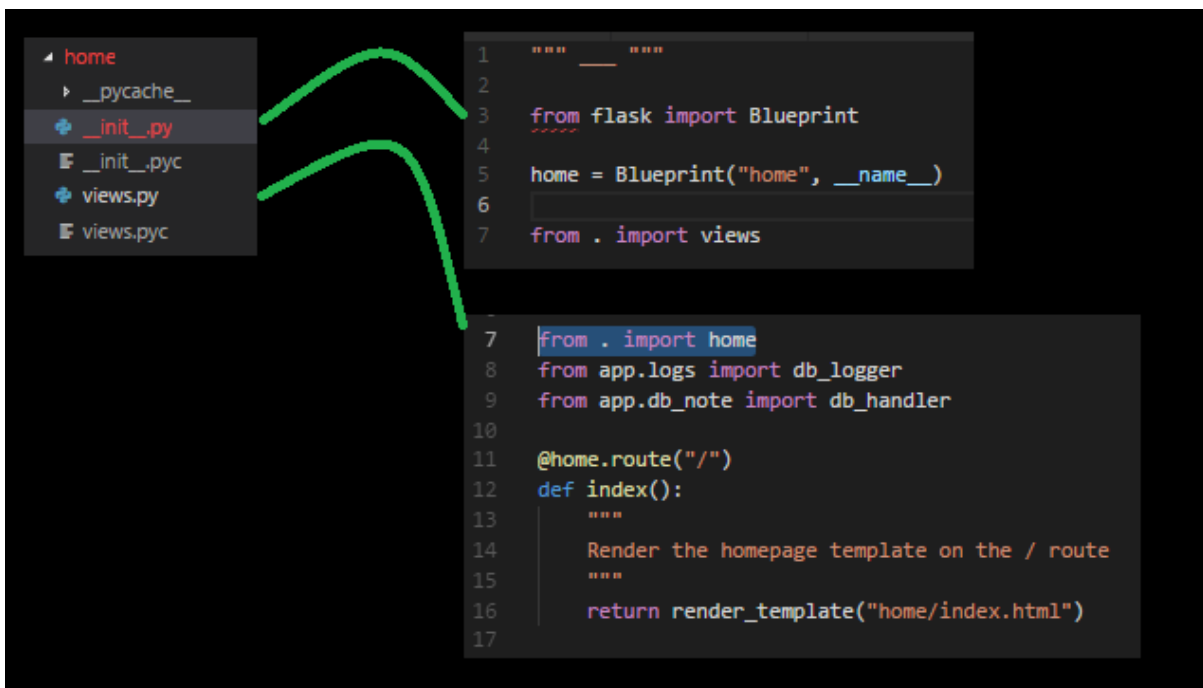 home
__pycache__
__init__.py
__init__.pyc
views.py
views.pyc
1 """ ___ """
2
3 from flask import Blueprint
4
5 home = Blueprint("home", __name__)
6
7 from . import views
7 from . import home
8 from app.logs import db_logger
9 from app.db_note import db_handler
10
11 @home.route("/")
12 def index():
13 """
14 Render the homepage template on the / route
15 """
16 return render_template("home/index.html")
17